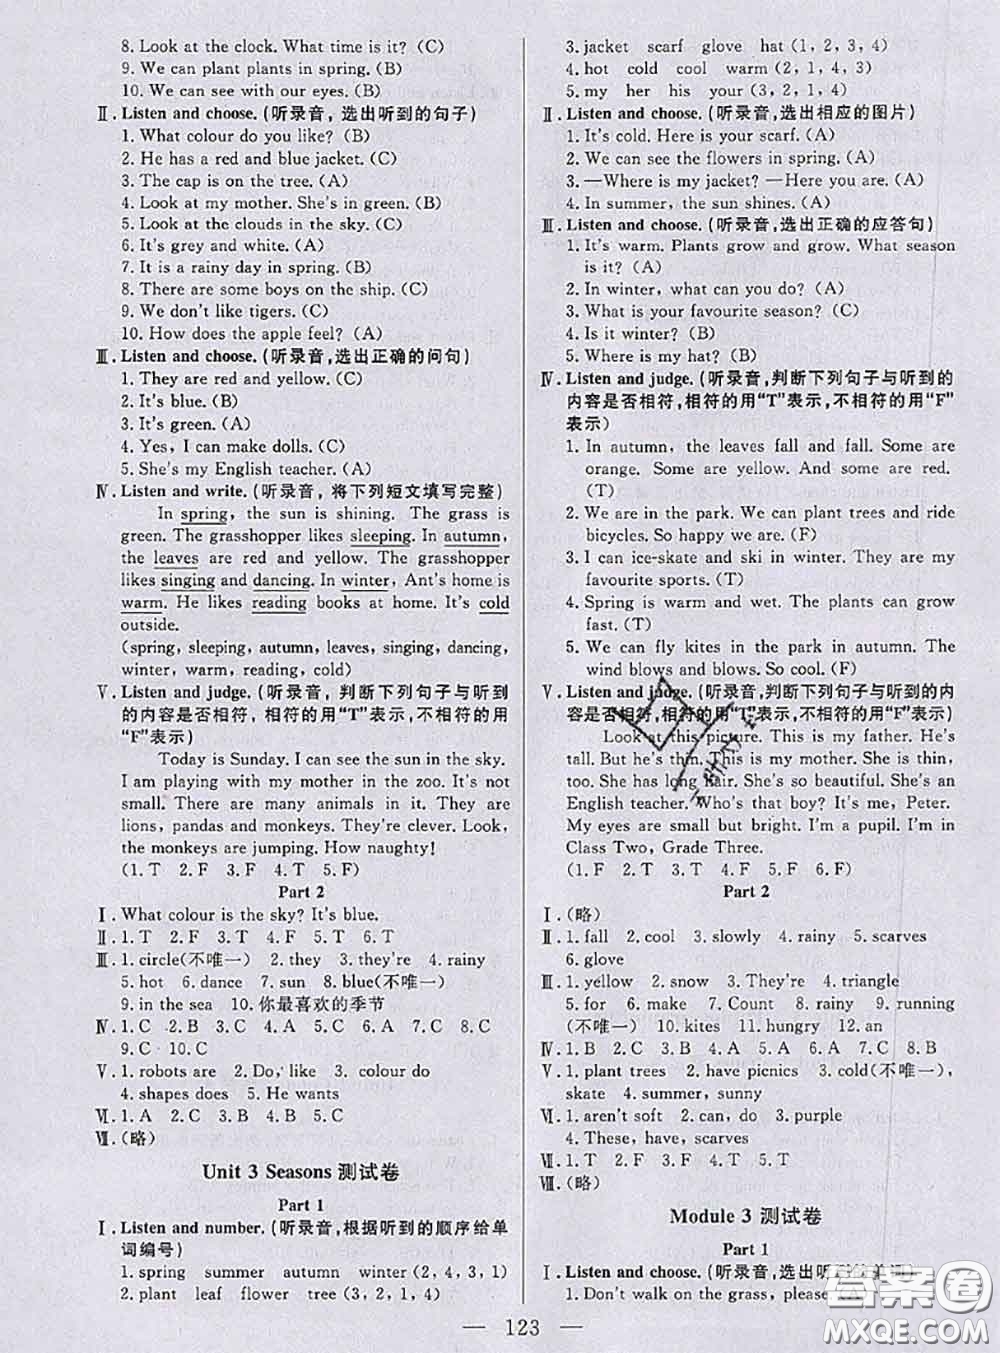 8. Look at the clock. What time is it? (C)
9. We can plant plants in spring. (B)
10. We can see with our eyes. (B)
Ⅱ. Listen and choose. (听录音,选出听到的句子)
1. What colour do you like? (B)
2. He has a red and blue jacket. (C)
3. The cap is on the tree. (A)
4. Look at my mother. She's in green. (B)
5. Look at the clouds in the sky. (C)
6. It's grey and white. (A)
7. It is a rainy day in spring. (B)
8. There are some boys on the ship. (C)
9. We don't like tigers. (C)
10. How does the apple feel? (A)
Ⅲ. Listen and choose. (听录音,选出正确的问句)
1. They are red and yellow. (C)
2. It's blue. (B)
3. It's green. (A)
4. Yes, I can make dolls. (C)
5. She's my English teacher. (A)
Ⅳ. Listen and write. (听录音, 将下列短文填写完整)
In spring, the sun is shining. The grass is
green. The grasshopper likes sleeping. In autumn,
the leaves are red and yellow. The grasshopper
likes singing and dancing. In winter, Ant's home is
warm. He likes reading books at home. It's cold
outside.
(spring, sleeping, autumn, leaves, singing, dancing,
winter, warm, reading, cold)
Ⅴ. Listen and judge. (听录音, 判断下列句子与听到
的内容是否相符, 相符的用“T”表示,不相符的用
“F”表示)
Today is Sunday. I can see the sun in the sky.
I am playing with my mother in the zoo. It's not
small. There are many animals in it. They are
lions, pandas and monkeys. They're clever. Look,
the monkeys are jumping. How naughty!
(1. T 2. F 3. F 4. T 5. F)
Part 2
Ⅰ. What colour is the sky? It's blue.
Ⅱ. 1. T 2. F 3. F 4. T 5. F 6. T
Ⅲ. 1. circle(不唯一) 2. they 3. they're 4. rainy
5. hot 6. dance 7. sun 8. blue(不唯一)
9. in the sea 10. 你最喜欢的季节
Ⅳ. 1. C 2. B 3. C 4. A 5. C 6. A 7. C 8. C
9. C 10. C
Ⅴ. 1. robots are 2. Do, like 3. colour do
4. shapes does 5. He wants
Ⅵ. 1. A 2. C 3. B 4. C 5. C
Ⅶ. (略)
Unit 3 Seasons 测试卷
Part 1
Ⅰ. Listen and number. (听录音,根据听到的顺序给单
词编号)
1. spring summer autumn winter (2, 4, 3, 1)
2. plant leaf flower tree (3, 2, 1, 4)
3. jacket scarf glove hat (1, 2, 3, 4)
4. hot cold cool warm (2, 1, 4, 3)
5. my her his your (3, 2, 1, 4)
Ⅱ. Listen and choose. (听录音,选出相应的图片)
1. It's cold. Here is your scarf. (A)
2. We can see the flowers in spring. (A)
3. —Where is my jacket? —Here you are. (A)
4. In summer, the sun shines. (A)
Ⅲ. Listen and choose. (听录音,选出正确的应答句)
1. It's warm. Plants grow and grow. What season
is it? (A)
2. In winter, what can you do? (A)
3. What is your favourite season? (A)
4. Is it winter? (B)
5. Where is my hat? (B)
Ⅳ. Listen and judge. (听录音,判断下列句子与听到的
内容是否相符,相符的用“T”表示,不相符的用“F”
表示)
1. In autumn, the leaves fall and fall. Some are
orange. Some are yellow. And some are red.
(T)
2. We are in the park. We can plant trees and ride
bicycles. So happy we are. (F)
3. I can ice-skate and ski in winter. They are my
favourite sports. (T)
4. Spring is warm and wet. The plants can grow
fast. (T)
5. We can fly kites in the park in autumn. The
wind blows and blows. So cool. (F)
Ⅴ. Listen and judge. (听录音,判断下列句子与听到的
内容是否相符,相符的用“T”表示,不相符的用
“F”表示)
Look at this picture. This is my father. He's
tall. But he's thin. This is my mother. She is thin,
too. She has long hair. She's so beautiful. She's an
English teacher. Who's that boy? It's me, Peter.
My eyes are small but bright. I'm a pupil. I'm in
Class Two, Grade Three.
(1. F 2. T 3. F 4. T 5. F)
Part 2
Ⅰ. (略)
Ⅱ. 1. fall 2. cool 3. slowly 4. rainy 5. scarves
6. glove
Ⅲ. 1. yellow 2. snow 3. They're 4. triangle
5. for 6. make 7. Count 8. rainy 9. running
(不唯一) 10. kites 11. hungry 12. an
Ⅳ. 1. B 2. B 3. C 4. A 5. A 6. A 7. C 8. B
Ⅴ. 1. plant trees 2. have picnics 3. cold(不唯一),
skate 4. summer, sunny
Ⅵ. 1. aren't soft 2. can, do 3. purple
4. These, have, scarves
Ⅶ. 1. F 2. T 3. F 4. T 5. T
Ⅷ. (略)
Module 3 测试卷
Part 1
Ⅰ. Listen and choose. (听录音,选出听到的单词)
1. Don't walk on the grass, please. (A)
— 123 —
答案圈
MXQE.COM